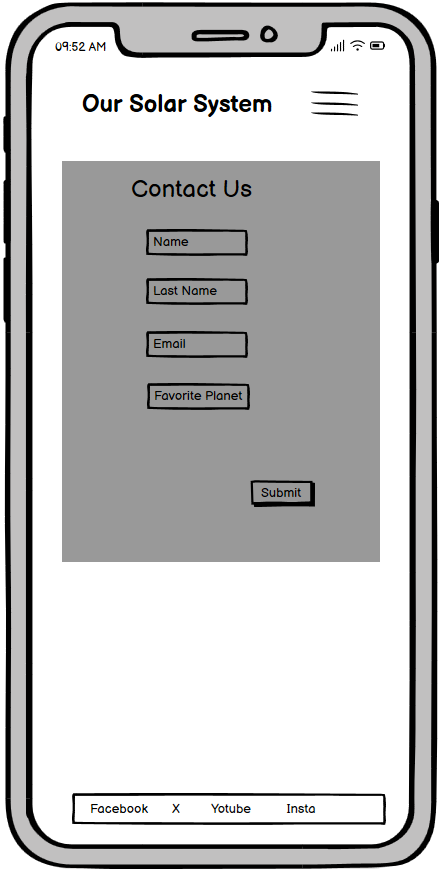 09:52 AM
Our Solar System
Contact Us
Name
Last Name
Email
Favorite Planet
Submit
Facebook X Yotube Insta